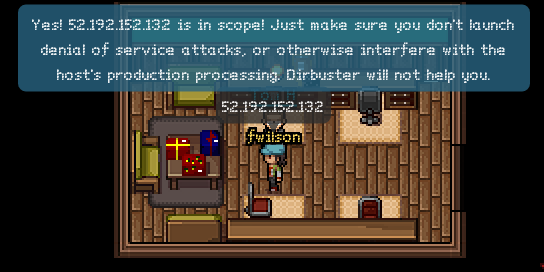 Yes! 52.192.152.132 is in scope! Just make sure you don't launch
denial of service attacks, or otherwise interfere with the
host's production processing. Dirbuster will not help you.
52.192.152.132
fwilson